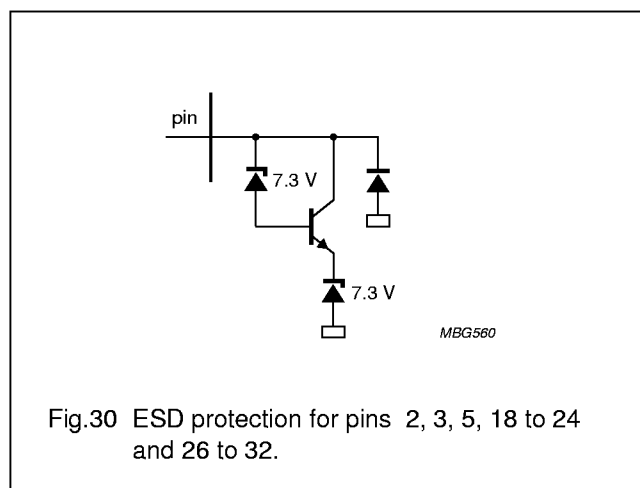 pin
7.3 V
7.3 V
MBG560
Fig.30 ESD protection for pins 2, 3, 5, 18 to 24
and 26 to 32.